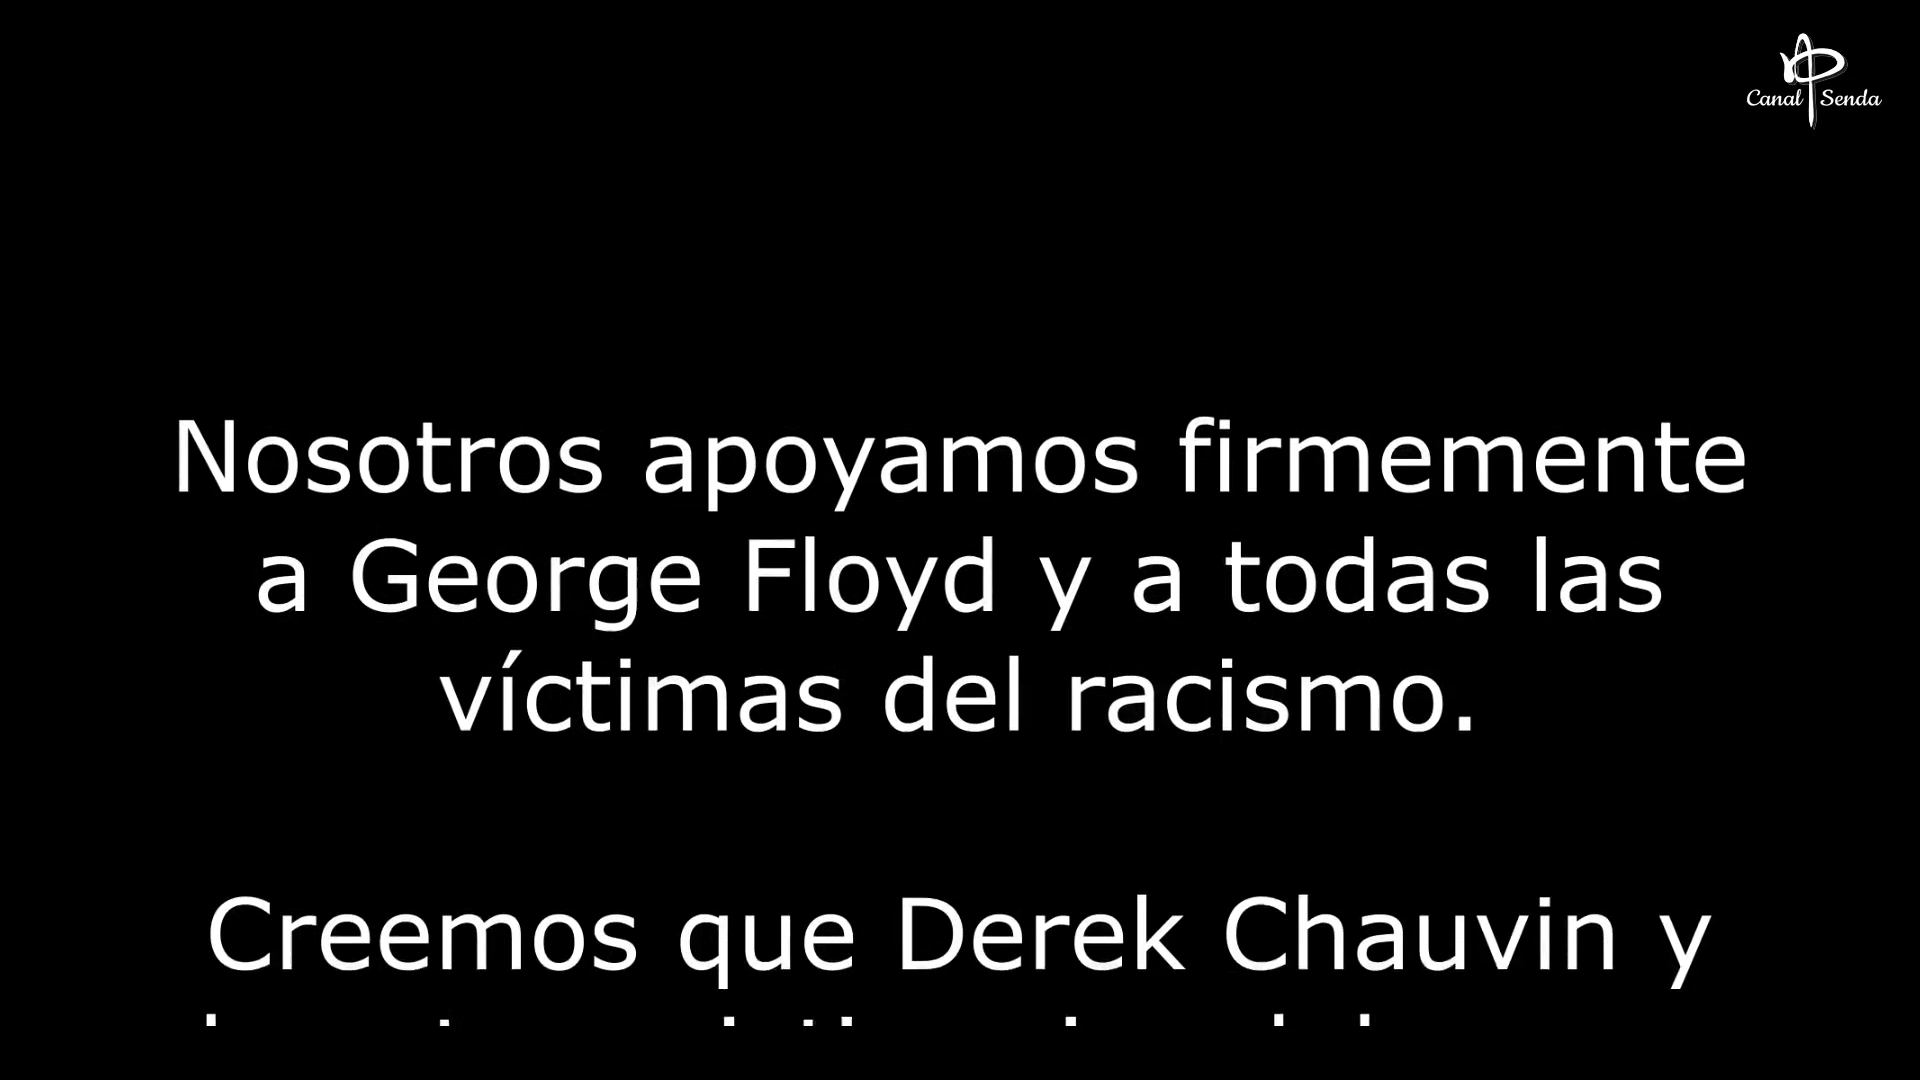 Canal Senda
Nosotros apoyamos firmemente
a George Floyd y a todas las
víctimas del racismo.
Creemos que Derek Chauvin y